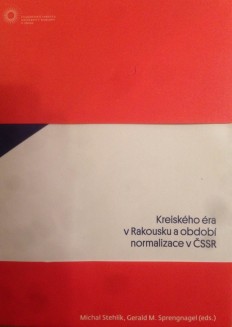 Kreiského éra
v Rakousku a období
normalizace v ČSSR
Michal Stehlík, Gerald M. Sprengnagel (eds.)